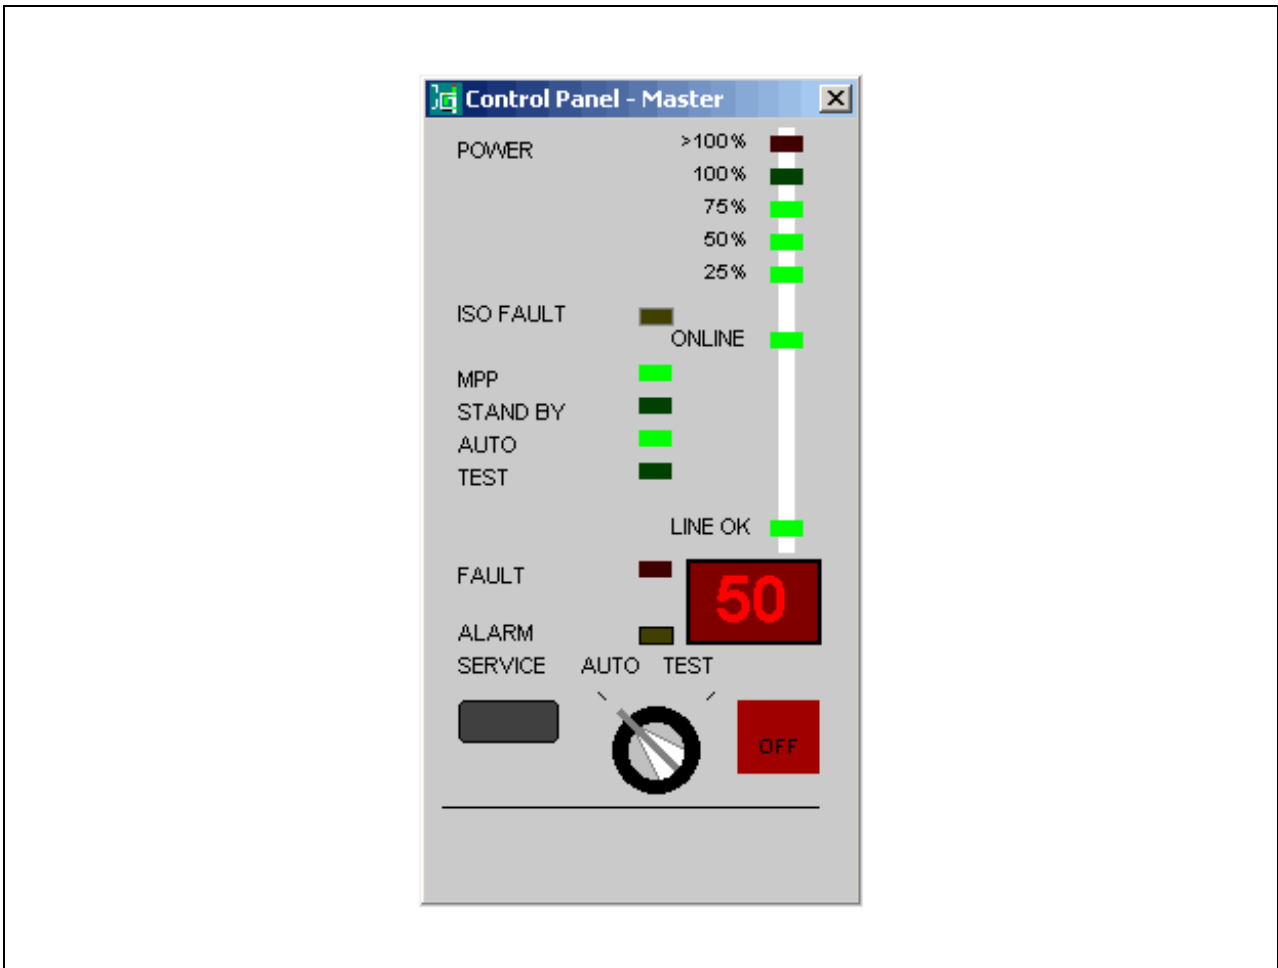 Control Panel - Master
POWER >100%
100%
75%
50%
25%
ISO FAULT
ONLINE
MPP
STAND BY
AUTO
TEST
LINE OK
FAULT
50
ALARM
SERVICE AUTO TEST
OFF